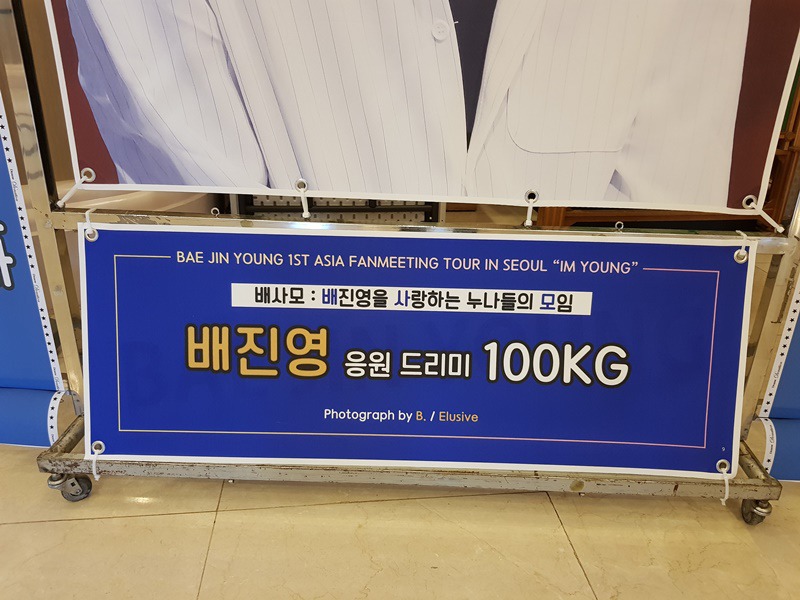 BAE JIN YOUNG 1ST ASIA FANMEETING TOUR IN SEOUL “IM YOUNG”
배사모 : 배진영을 사랑하는 누나들의 모임
배진영 응원 드리미 100KG
Photograph by B. / Elusive